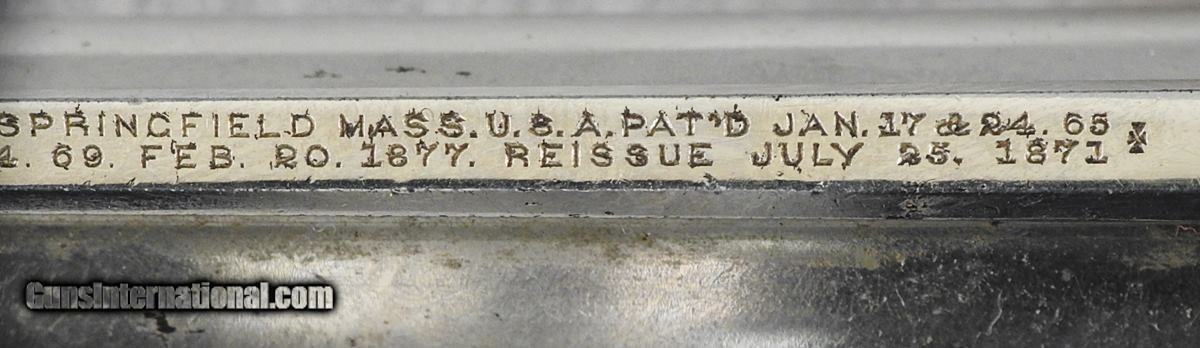 SPRINGFIELD MASS.U.S.A.PAT'D JAN.17 & 24.65
4. 69. FEB. 20. 1877. REISSUE JULY 25. 1871
GunsInternational.com